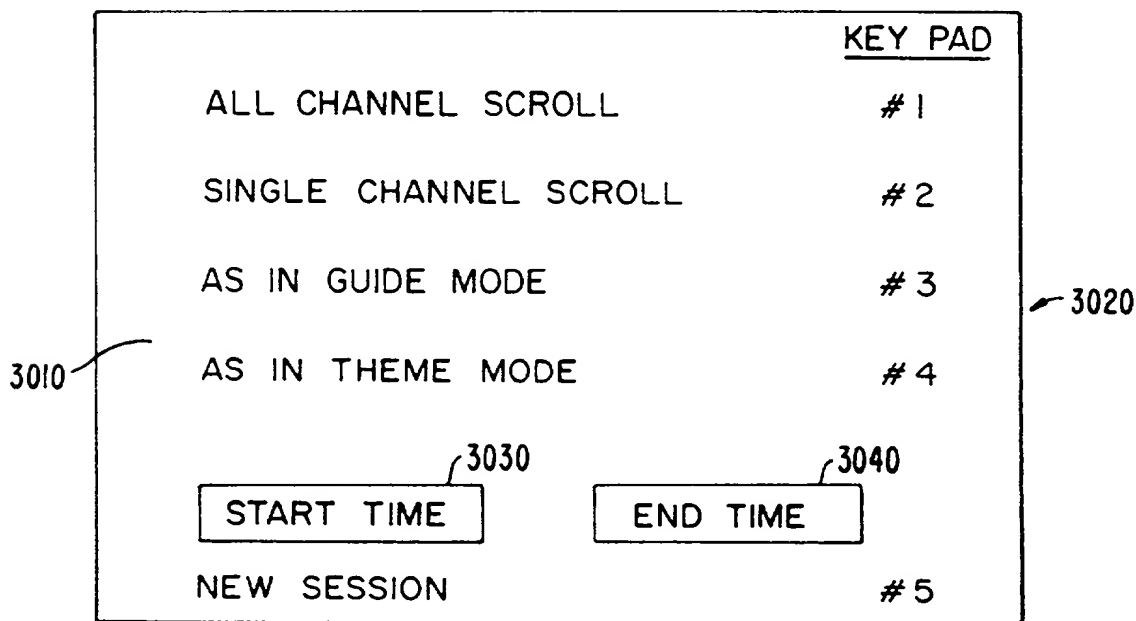 KEY PAD
ALL CHANNEL SCROLL #1
SINGLE CHANNEL SCROLL #2
AS IN GUIDE MODE #3
3020
3010
AS IN THEME MODE #4
3030
3040
START TIME
END TIME
NEW SESSION #5